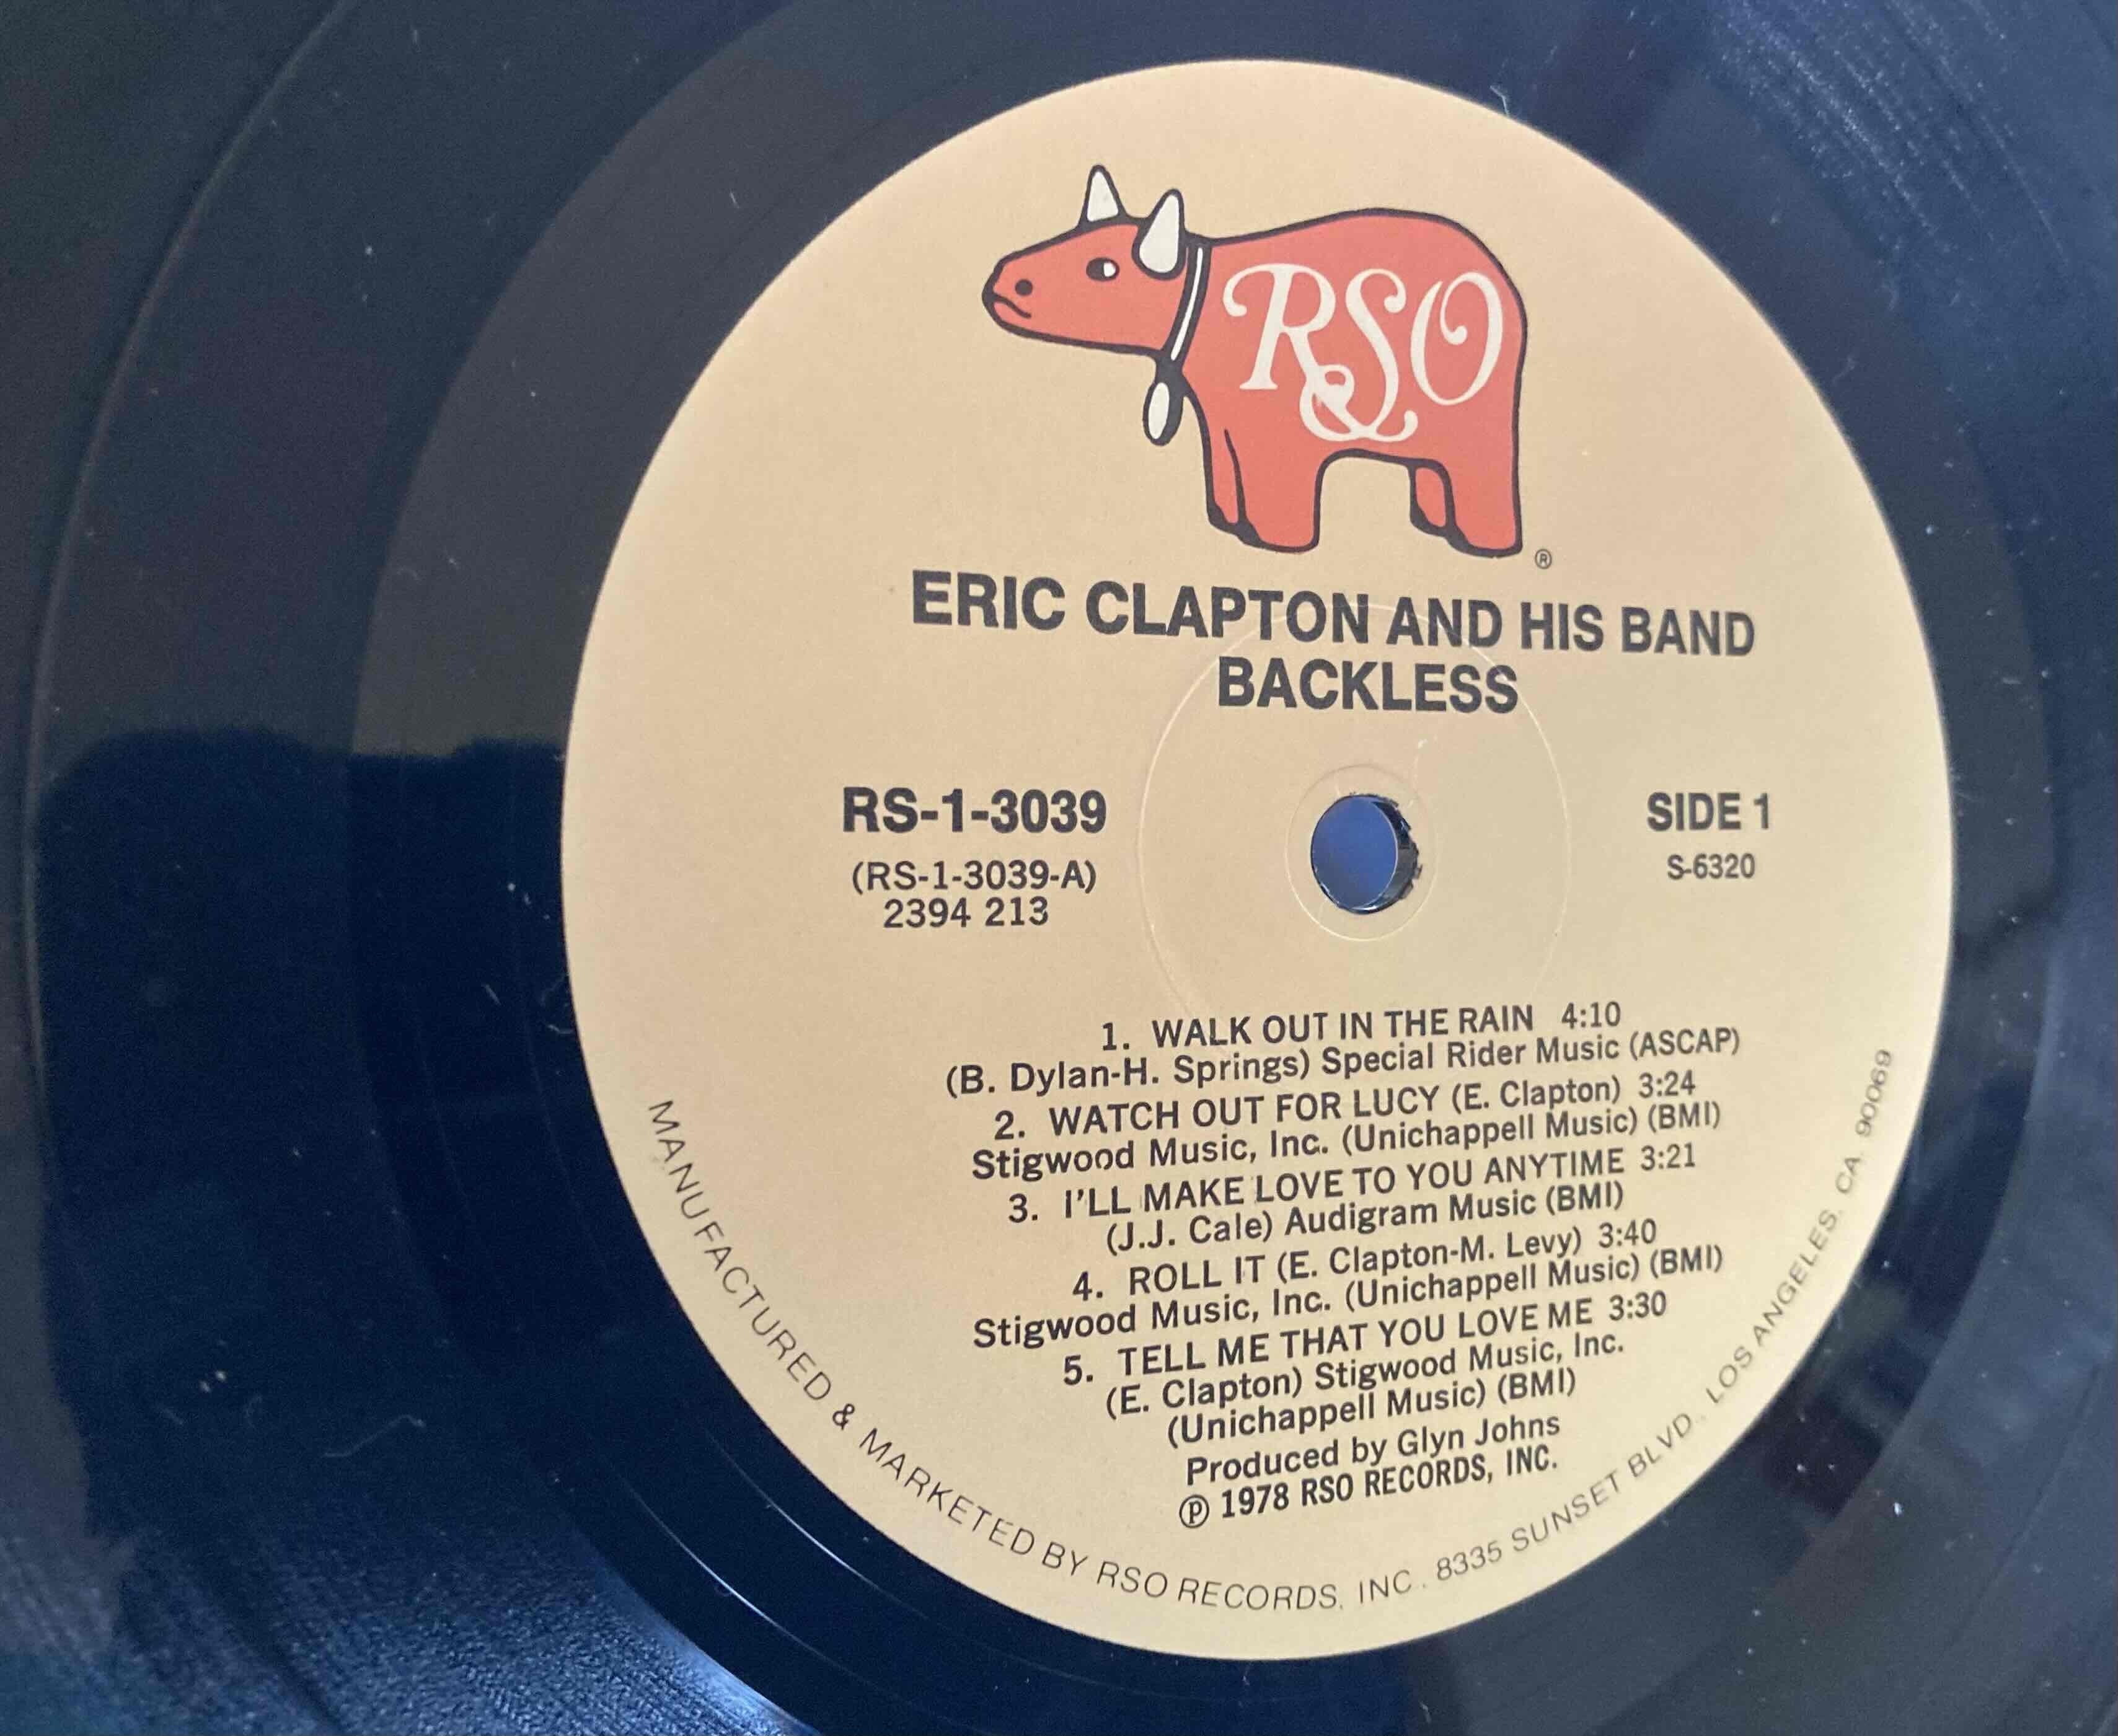 RSO
®
ERIC CLAPTON AND HIS BAND
BACKLESS
RS-1-3039
(RS-1-3039-A)
2394 213
SIDE 1
S-6320
1. WALK OUT IN THE RAIN 4:10
(B. Dylan-H. Springs) Special Rider Music (ASCAP)
2. WATCH OUT FOR LUCY (E. Clapton) 3:24
Stigwood Music, Inc. (Unichappell Music) (BMI)
3. I'LL MAKE LOVE TO YOU ANYTIME 3:21
(J.J. Cale) Audigram Music (BMI)
4. ROLL IT (E. Clapton-M. Levy) 3:40
Stigwood Music, Inc. (Unichappell Music) (BMI)
5. TELL ME THAT YOU LOVE ME 3:30
(E. Clapton) Stigwood Music, Inc.
(Unichappell Music) (BMI)
Produced by Glyn Johns
℗ 1978 RSO RECORDS, INC.
MANUFACTURED & MARKETED BY RSO RECORDS, INC. 8335 SUNSET BLVD., LOS ANGELES, CA. 90069